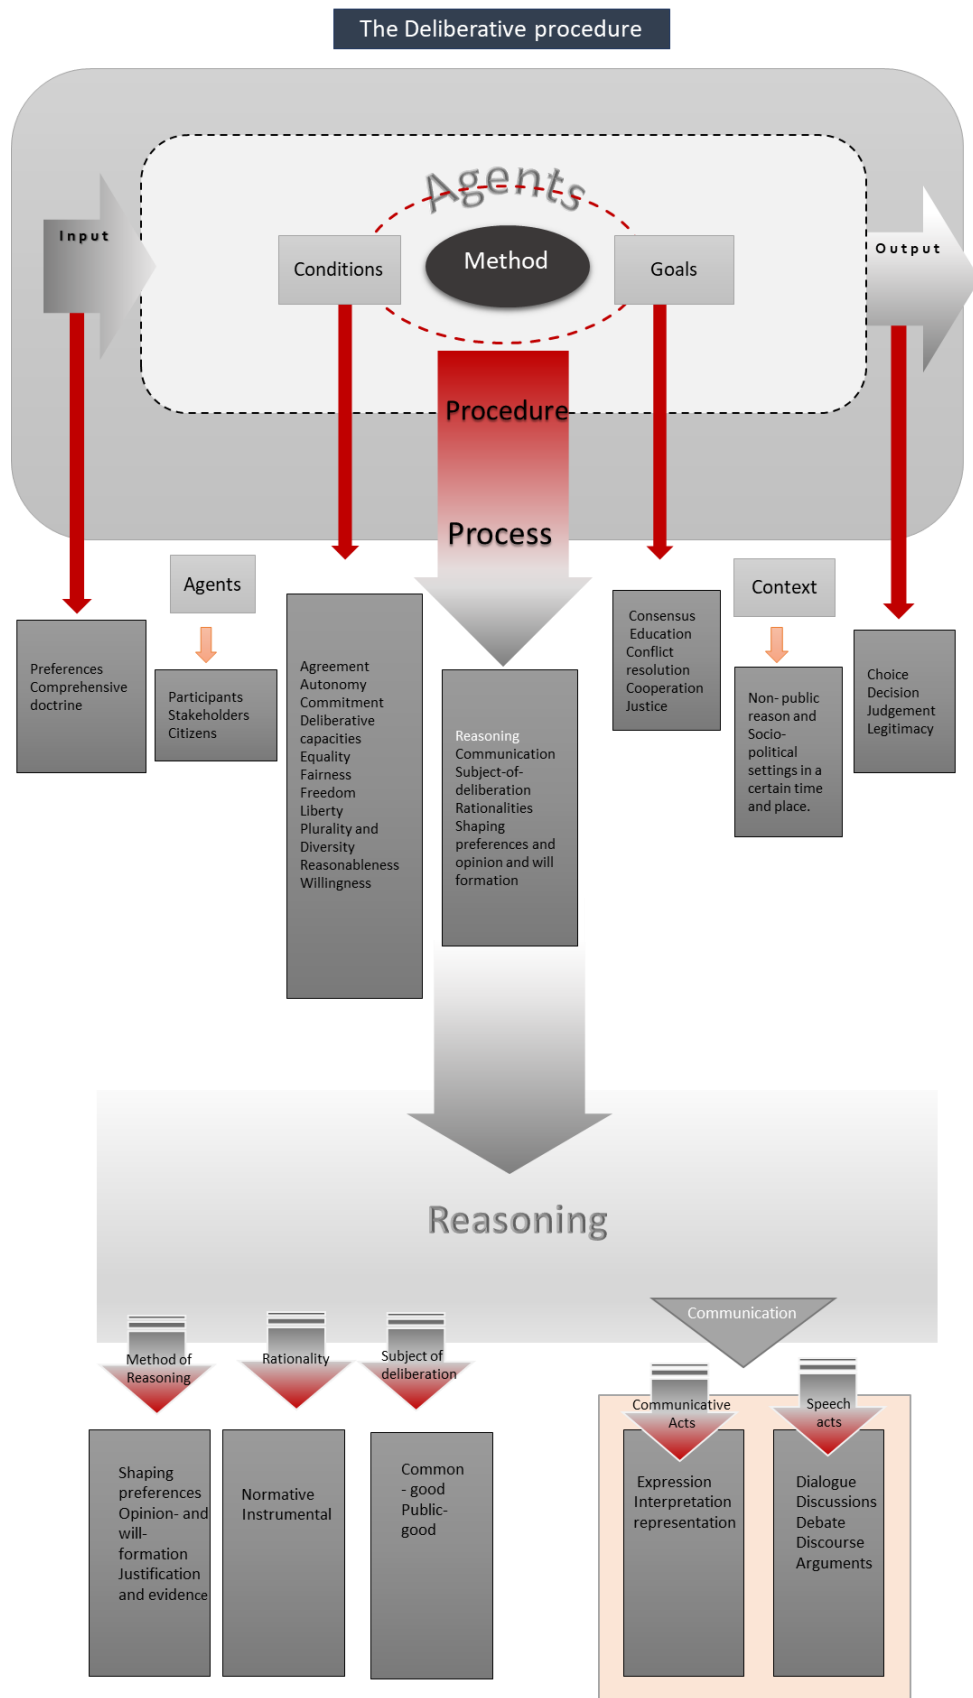 The Deliberative procedure
Agents
Input
Conditions
Method
Goals
Output
Procedure
Process
Agents
Context
Preferences
Comprehensive
doctrine
Participants
Stakeholders
Citizens
Agreement
Autonomy
Commitment
Deliberative
capacities
Equality
Fairness
Freedom
Liberty
Plurality and
Diversity
Reasonableness
Willingness
Reasoning
Communication
Subject-of-
deliberation
Rationalities
Shaping
preferences and
opinion and will
formation
Consensus
Education
Conflict
resolution
Cooperation
Justice
Non- public
reason and
Socio-
political
settings in a
certain time
and place.
Choice
Decision
Judgement
Legitimacy
Reasoning
Communication
Method of
Reasoning
Rationality
Subject of
deliberation
Communicative
Acts
Speech
acts
Shaping
preferences
Opinion- and
will-
formation
Justification
and evidence
Normative
Instrumental
Common
- good
Public-
good
Expression
Interpretation
representation
Dialogue
Discussions
Debate
Discourse
Arguments